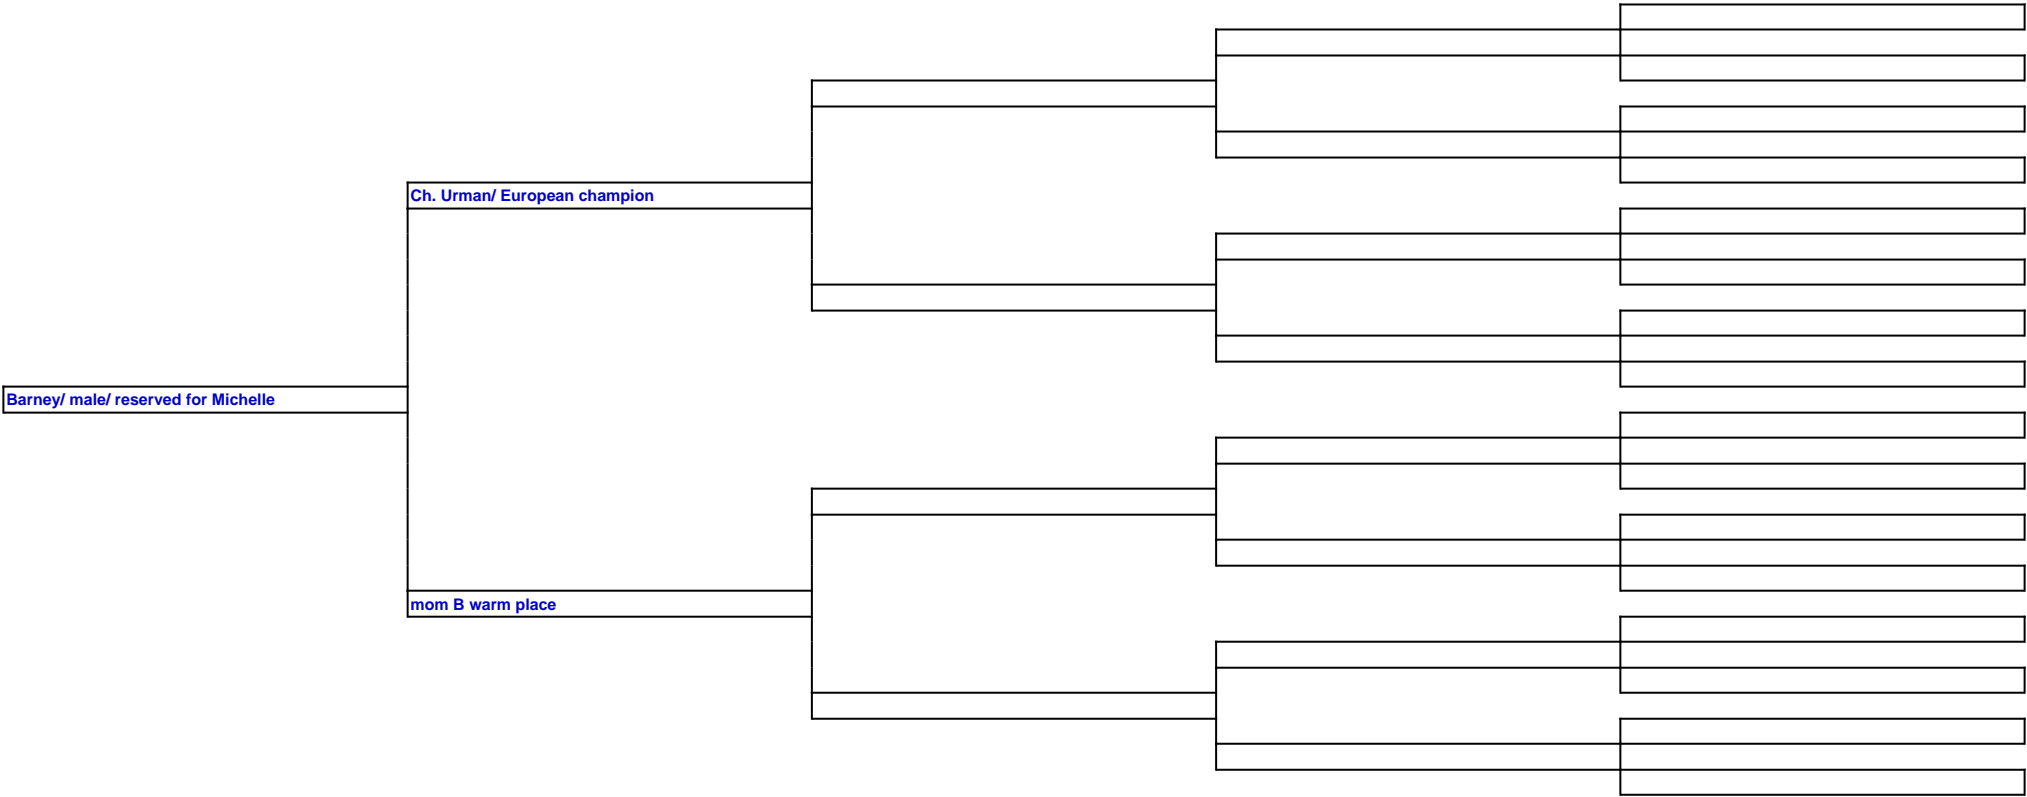 Ch. Urman/ European champion
Barney/ male/ reserved for Michelle
mom B warm place